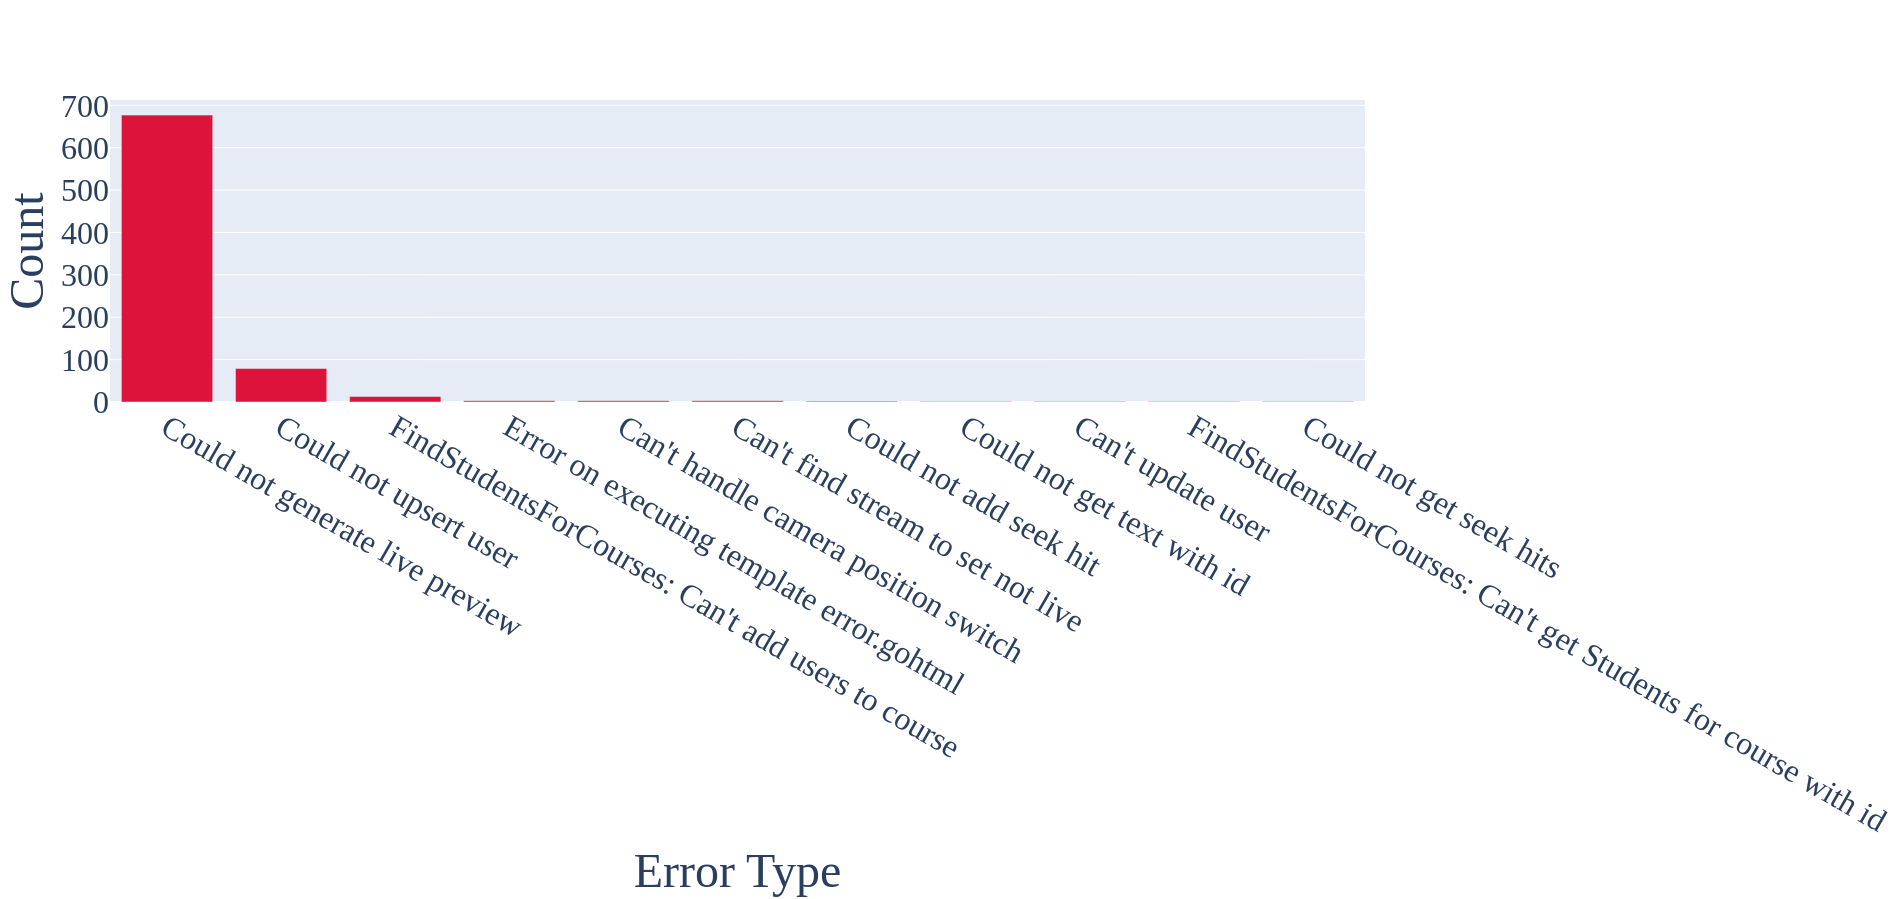 700
600
500
400
300
200
100
0
Count
Could not generate live preview
Could not upsert user
FindStudentsForCourses: Can't add users to course
Error on executing template error.gohtml
Can't handle camera position switch
Can't find stream to set not live
Could not add seek hit
Could not get text with id
Can't update user
FindStudentsForCourses: Can't get Students for course with id
Could not get seek hits
Error Type